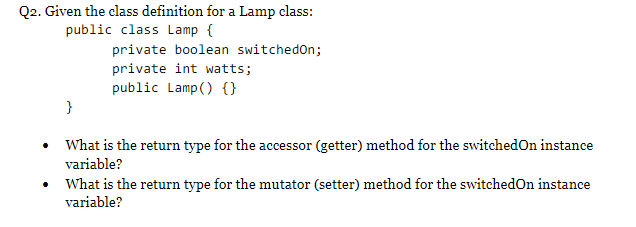 Q2. Given the class definition for a Lamp class:
public class Lamp {
private boolean switchedOn;
private int watts;
public Lamp() {}
}
• What is the return type for the accessor (getter) method for the switchedOn instance
variable?
• What is the return type for the mutator (setter) method for the switchedOn instance
variable?